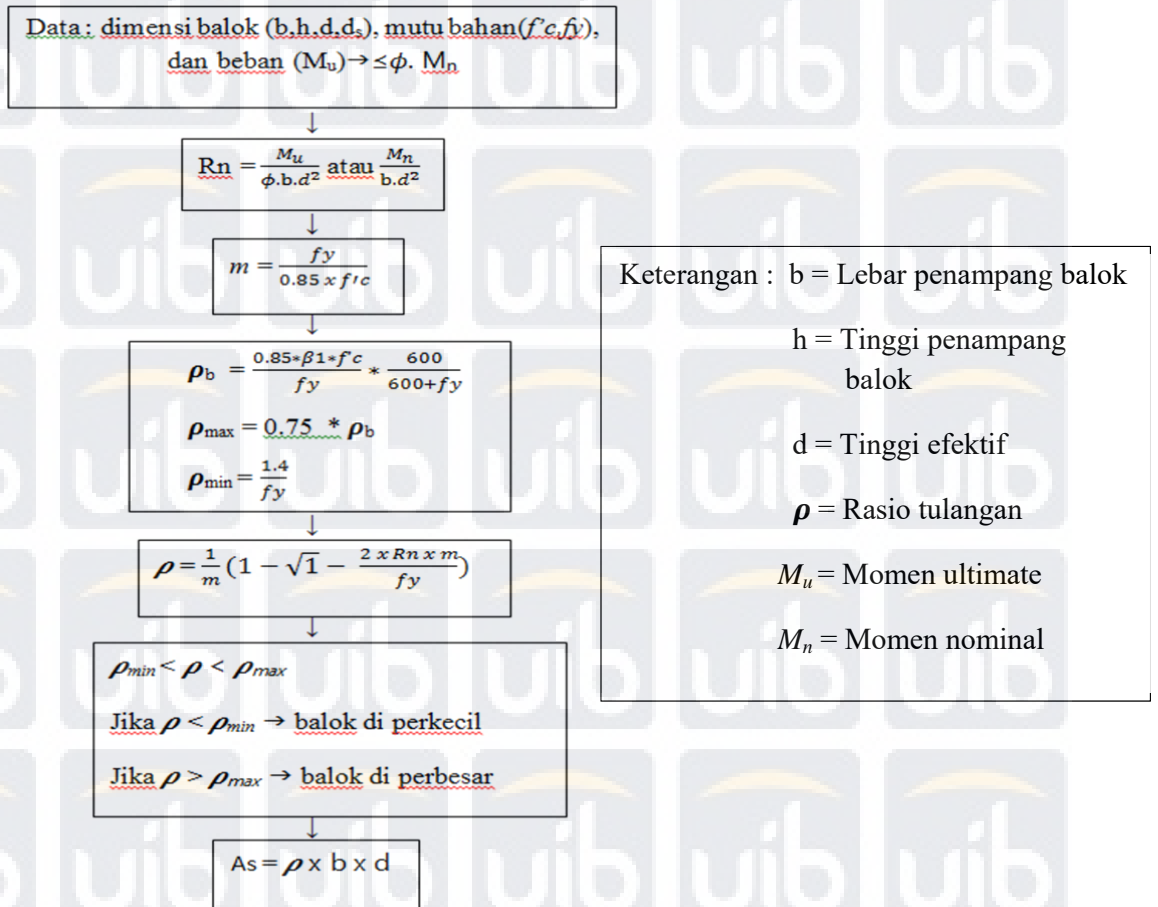 Data : dimensi balok (b,h,d,dₛ), mutu bahan(f'c,fy),
dan beban (Mᵤ)→≤ϕ. Mₙ
↓
Rn = Mᵤ/(ϕ.b.d²) atau Mₙ/(b.d²)
↓
m = fy/(0.85 x f'c)
↓
ρb = (0.85*β1*f'c)/fy * 600/(600+fy)
ρmax = 0.75 * ρb
ρmin = 1.4/fy
↓
ρ = 1/m (1 − √1 − (2 x Rn x m)/fy)
↓
ρmin < ρ < ρmax
Jika ρ < ρmin → balok di perkecil
Jika ρ > ρmax → balok di perbesar
↓
As = ρ x b x d
Keterangan : b = Lebar penampang balok
h = Tinggi penampang
balok
d = Tinggi efektif
ρ = Rasio tulangan
Mᵤ = Momen ultimate
Mₙ = Momen nominal
uib